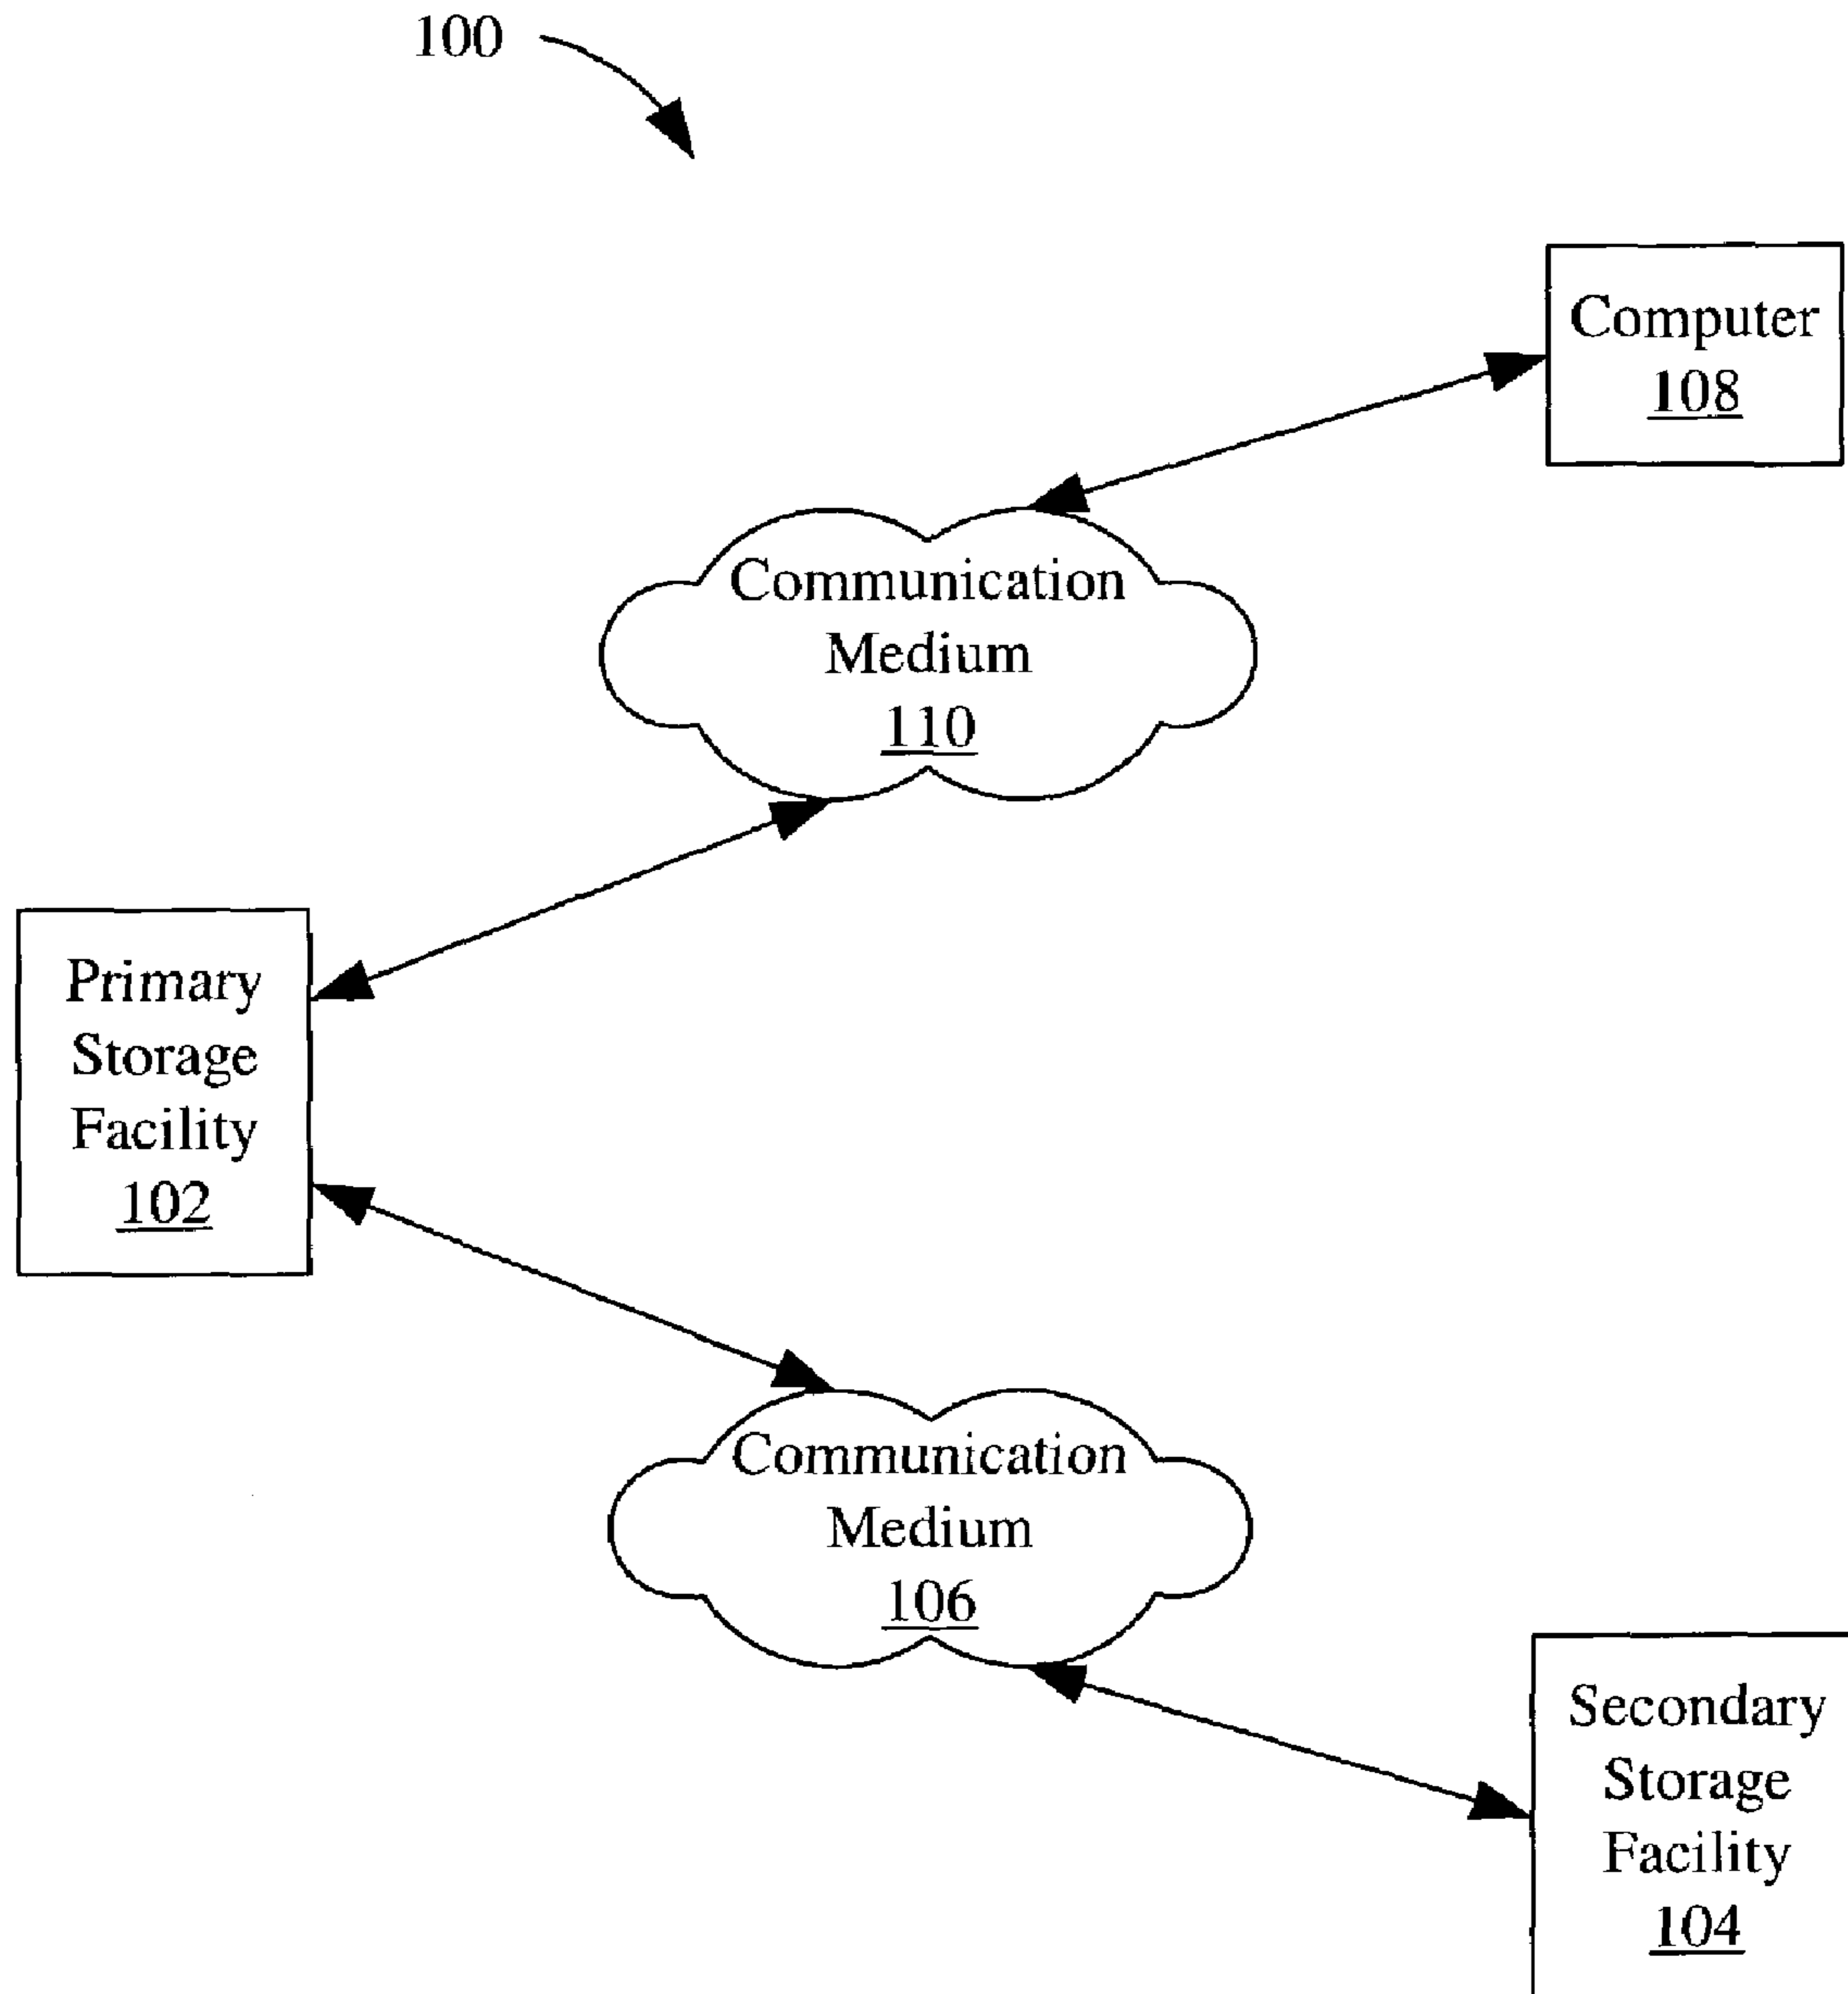 100
Computer
108
Communication
Medium
110
Primary
Storage
Facility
102
Communication
Medium
106
Secondary
Storage
Facility
104